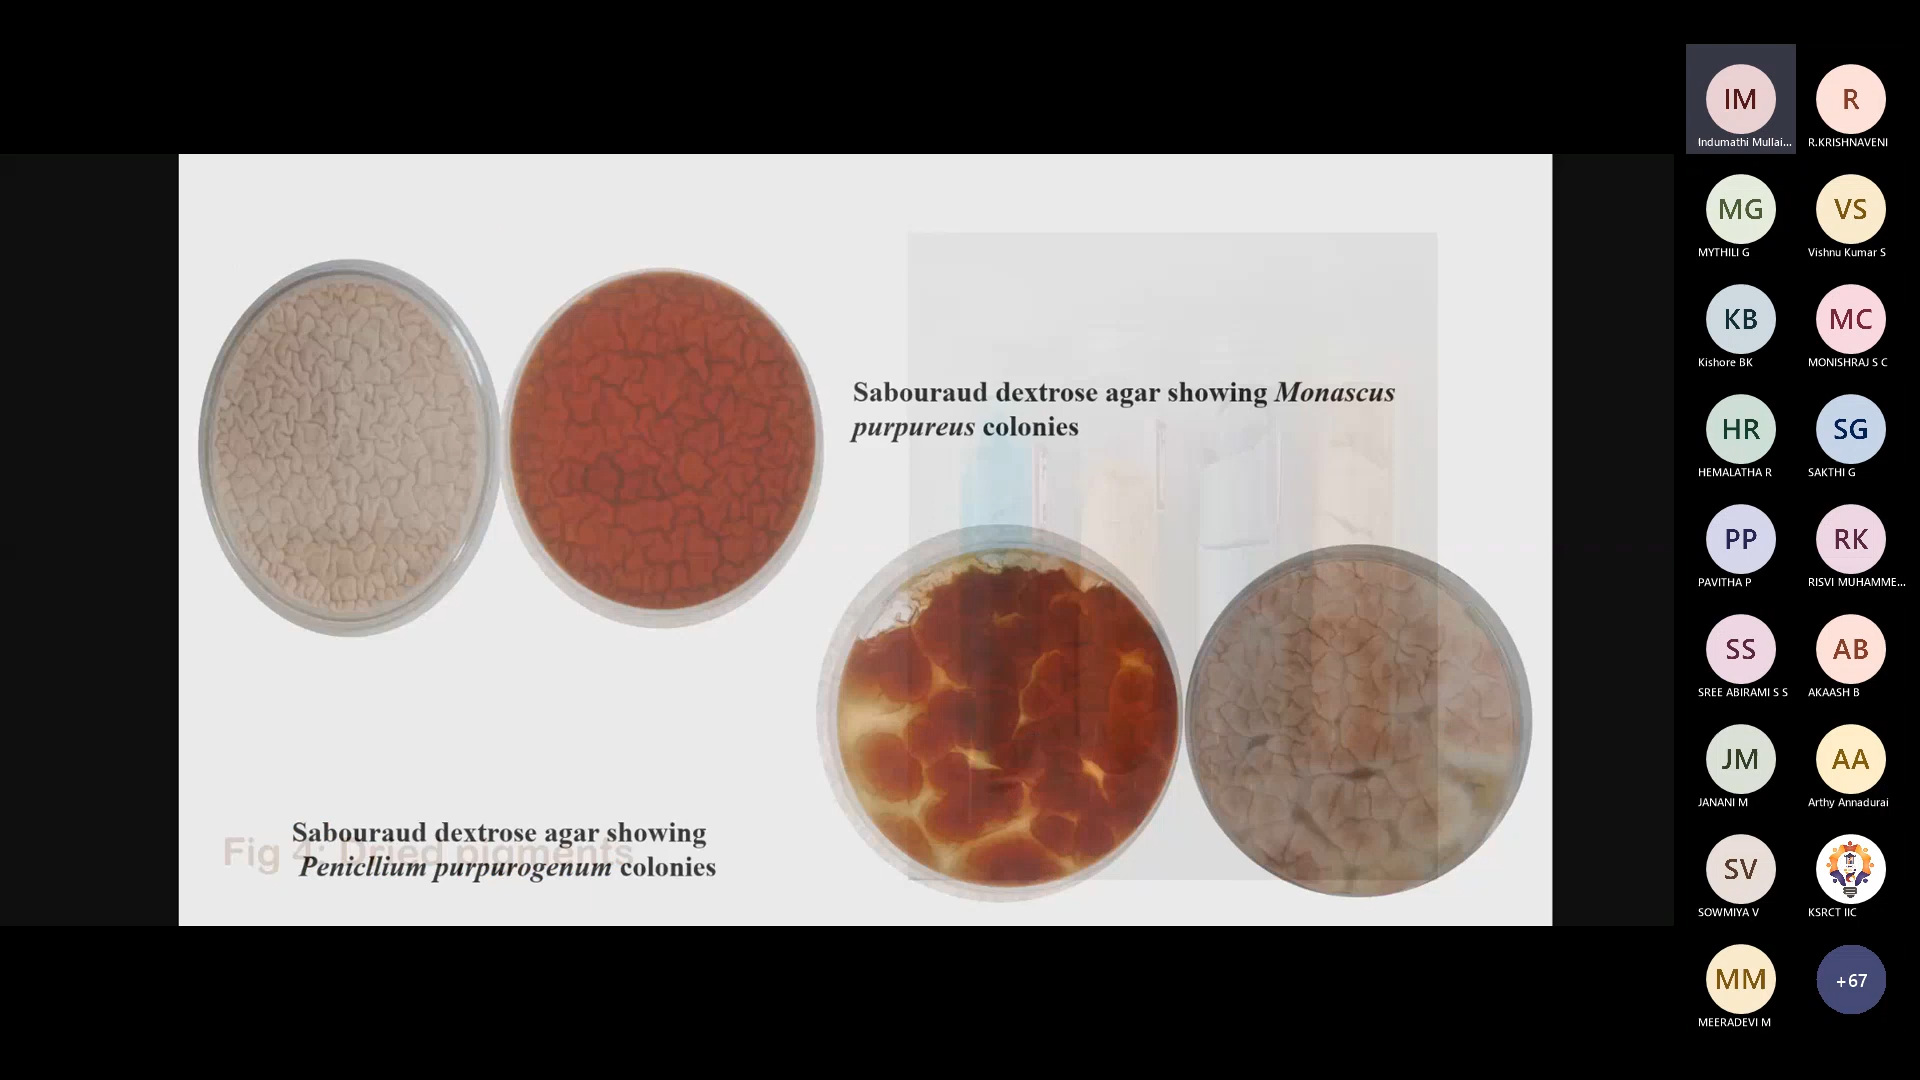 Sabouraud dextrose agar showing Monascus
purpureus colonies
Sabouraud dextrose agar showing
Penicllium purpurogenum colonies
Fig 4: Dried pigments
IM
Indumathi Mullai...
R
R.KRISHNAVENI
MG
MYTHILI G
VS
Vishnu Kumar S
KB
Kishore BK
MC
MONISHRAJ S C
HR
HEMALATHA R
SG
SAKTHI G
PP
PAVITHA P
RK
RISVI MUHAMME...
SS
SREE ABIRAMI S S
AB
AKAASH B
JM
JANANI M
AA
Arthy Annadurai
SV
SOWMIYA V
KSRCT IIC
MM
MEERADEVI M
+67